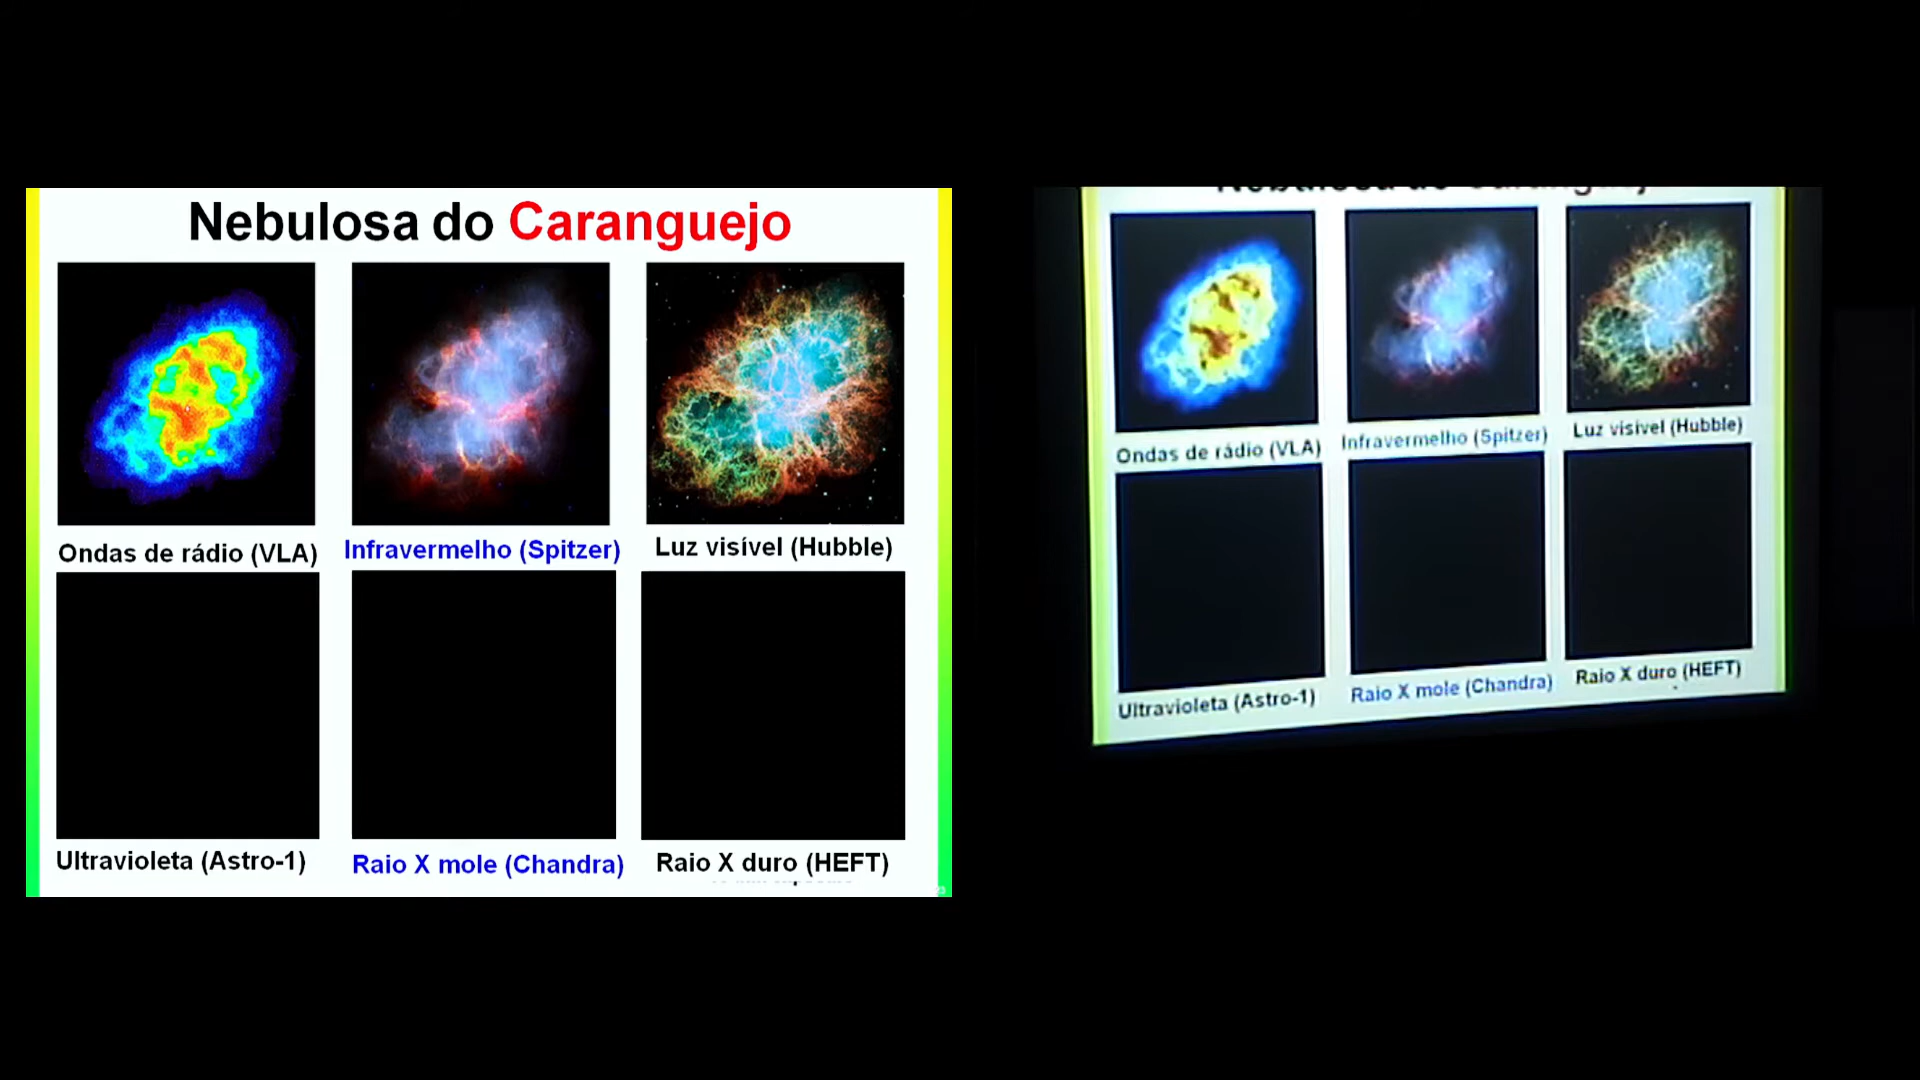 Nebulosa do Caranguejo
Ondas de rádio (VLA)
Infravermelho (Spitzer)
Luz visível (Hubble)
Ultravioleta (Astro-1)
Raio X mole (Chandra)
Raio X duro (HEFT)
23
Ondas de rádio (VLA)
Infravermelho (Spitzer)
Luz visível (Hubble)
Ultravioleta (Astro-1)
Raio X mole (Chandra)
Raio X duro (HEFT)